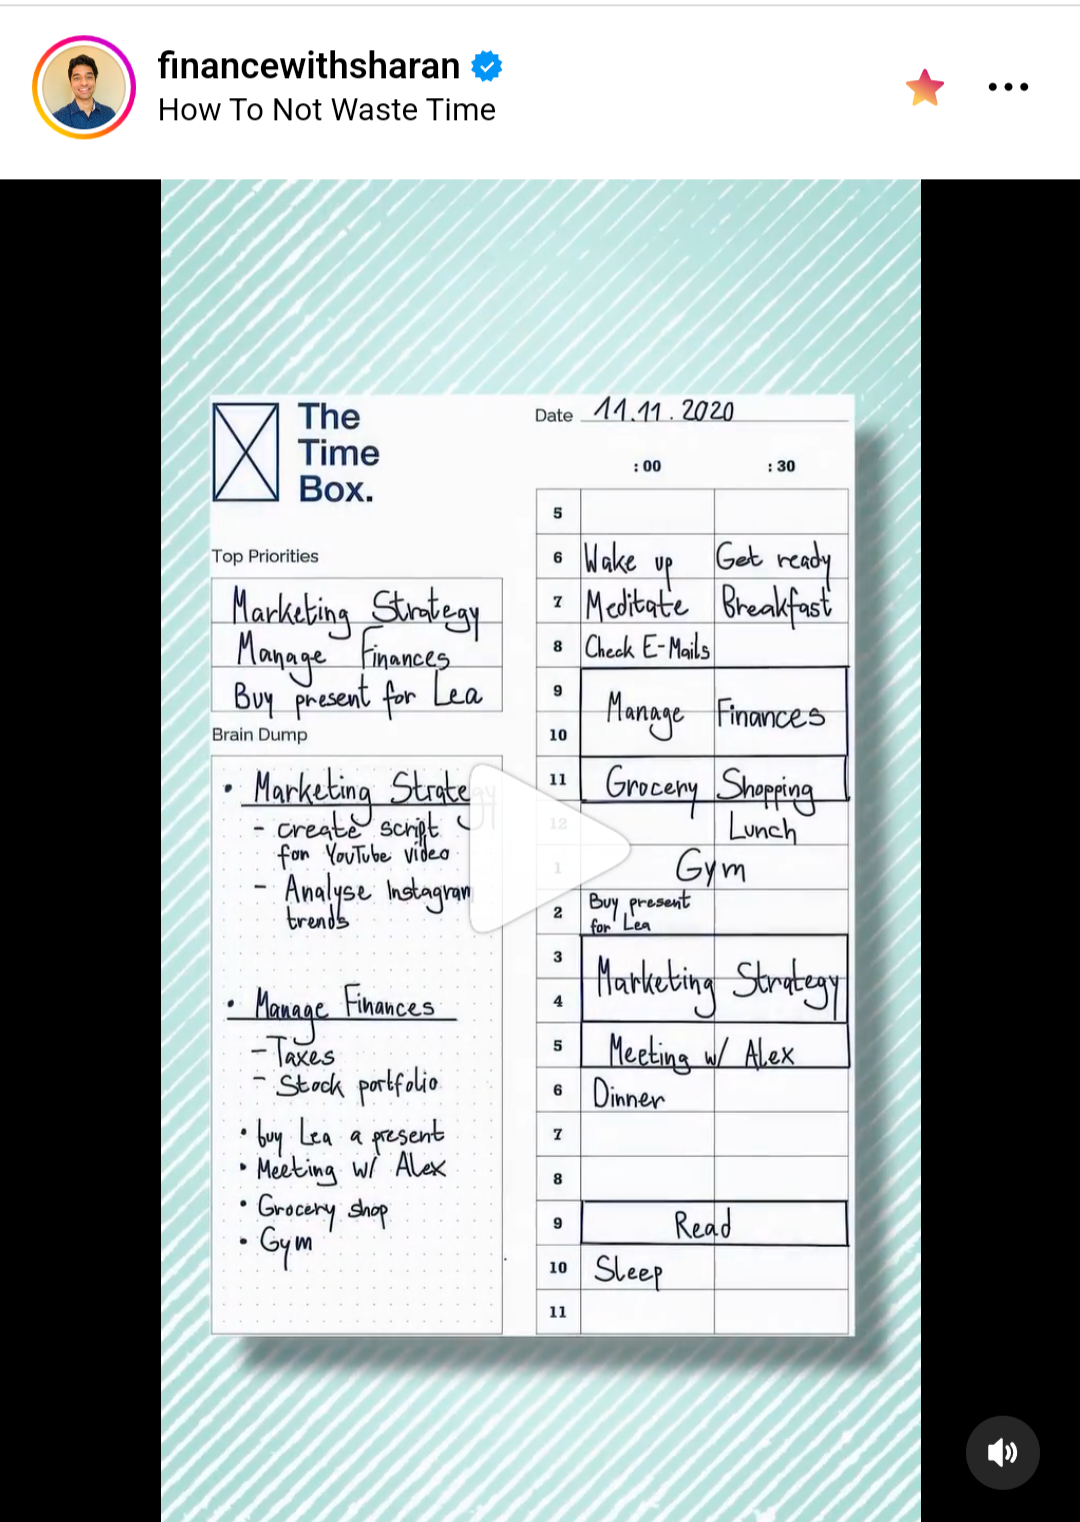 financewithsharan
How To Not Waste Time
The
Time
Box.
Date 11.11.2020
:00 :30
Top Priorities
Marketing Strategy
Manage Finances
Buy present for Lea
Brain Dump
• Marketing Strategy
- create script
for YouTube video
- Analyse Instagram
trends
• Manage Finances
- Taxes
- Stock portfolio
• buy Lea a present
• Meeting w/ Alex
• Grocery shop
• Gym
5
6 Wake up Get ready
7 Meditate Breakfast
8 Check E-Mails
9
Manage Finances
10
11 Grocery Shopping
12 Lunch
1 Gym
2 Buy present
for Lea
3
Marketing Strategy
4
5 Meeting w/ Alex
6 Dinner
7
8
9 Read
10 Sleep
11